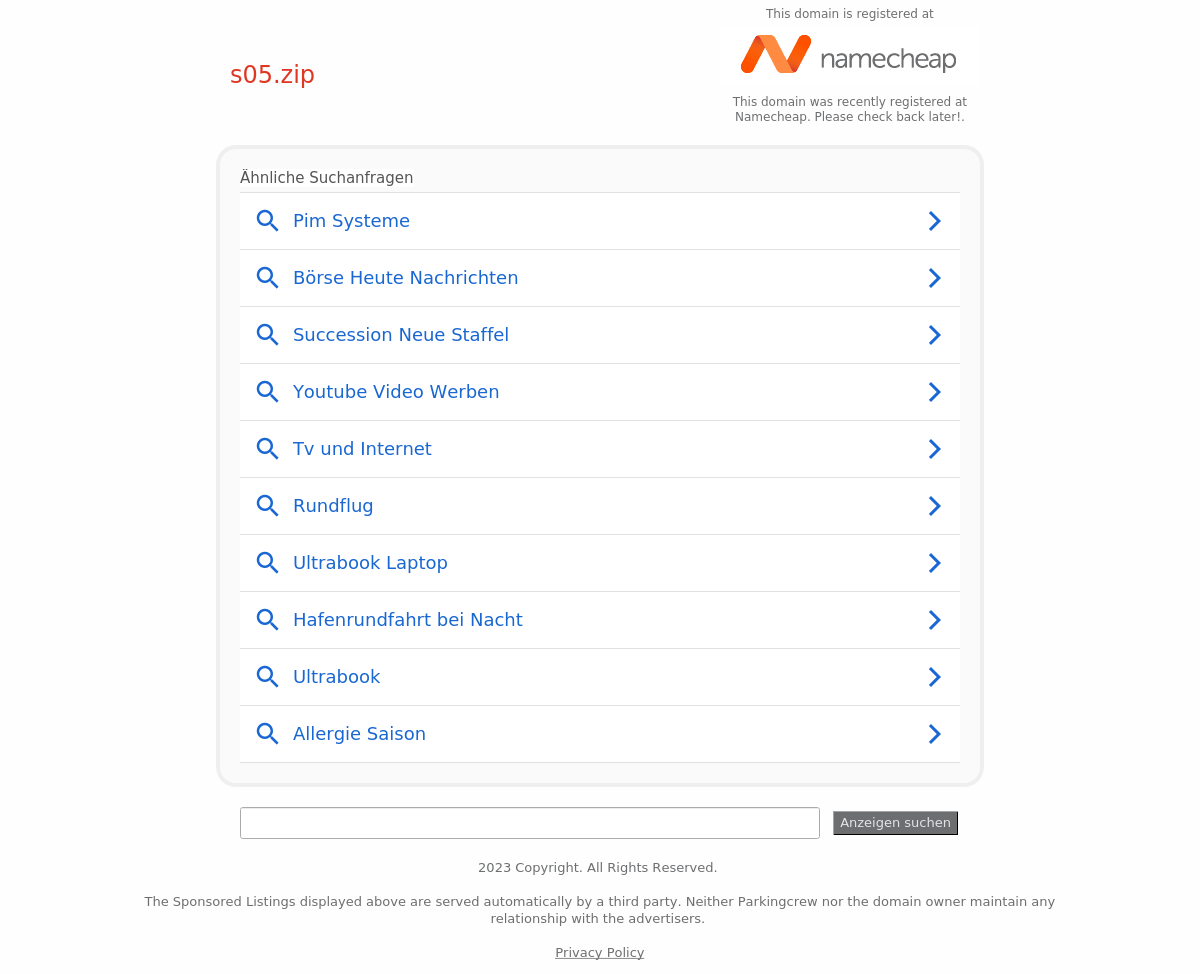 This domain is registered at
s05.zip
namecheap
This domain was recently registered at
Namecheap. Please check back later!.
Ähnliche Suchanfragen
Pim Systeme
Börse Heute Nachrichten
Succession Neue Staffel
Youtube Video Werben
Tv und Internet
Rundflug
Ultrabook Laptop
Hafenrundfahrt bei Nacht
Ultrabook
Allergie Saison
Anzeigen suchen
2023 Copyright. All Rights Reserved.
The Sponsored Listings displayed above are served automatically by a third party. Neither Parkingcrew nor the domain owner maintain any
relationship with the advertisers.
Privacy Policy